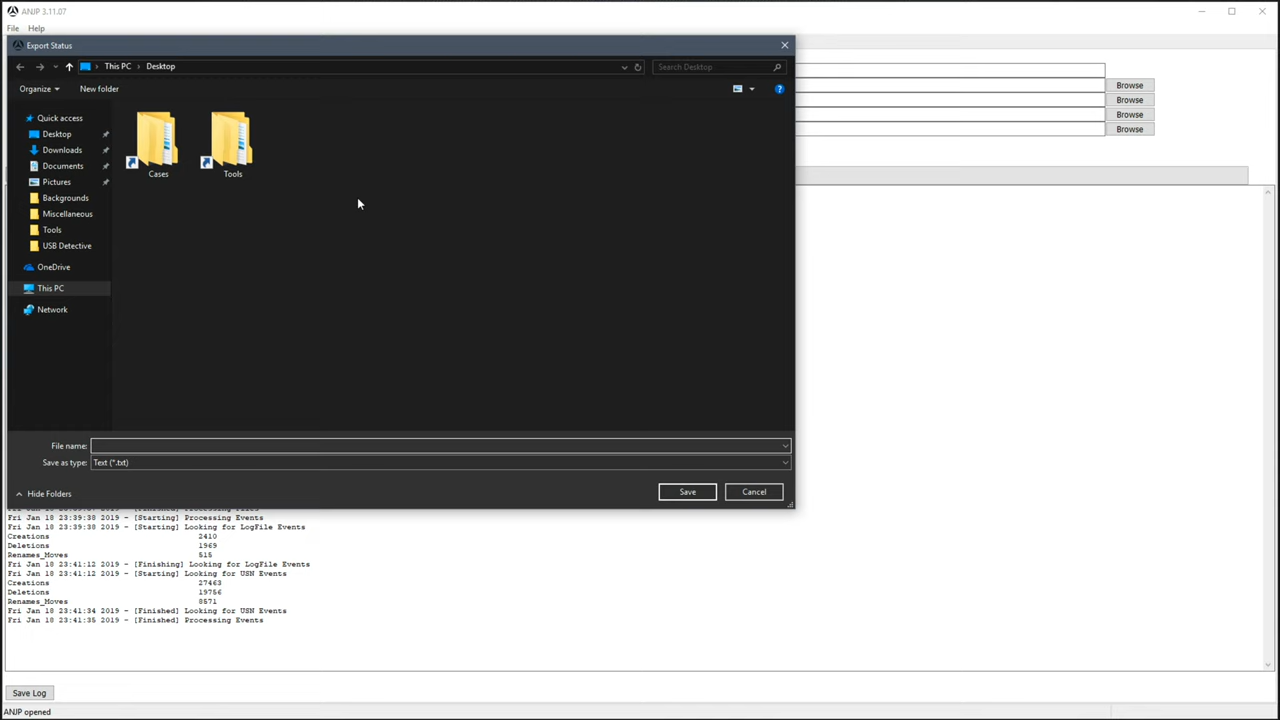 ANJP 3.11.07
File Help
Export Status
This PC Desktop
Search Desktop
Organize New folder
Quick access
Desktop
Downloads
Documents
Pictures
Backgrounds
Miscellaneous
Tools
USB Detective
OneDrive
This PC
Network
Cases
Tools
Browse
Browse
Browse
Browse
File name:
Save as type: Text (*.txt)
Hide Folders
Save
Cancel
Fri Jan 18 23:39:38 2019 - [Starting] Processing Events
Fri Jan 18 23:39:38 2019 - [Starting] Looking for LogFile Events
Creations 2410
Deletions 1969
Renames_Moves 515
Fri Jan 18 23:41:12 2019 - [Finishing] Looking for LogFile Events
Fri Jan 18 23:41:12 2019 - [Starting] Looking for USN Events
Creations 27463
Deletions 19756
Renames_Moves 8571
Fri Jan 18 23:41:34 2019 - [Finished] Looking for USN Events
Fri Jan 18 23:41:35 2019 - [Finished] Processing Events
Save Log
ANJP opened